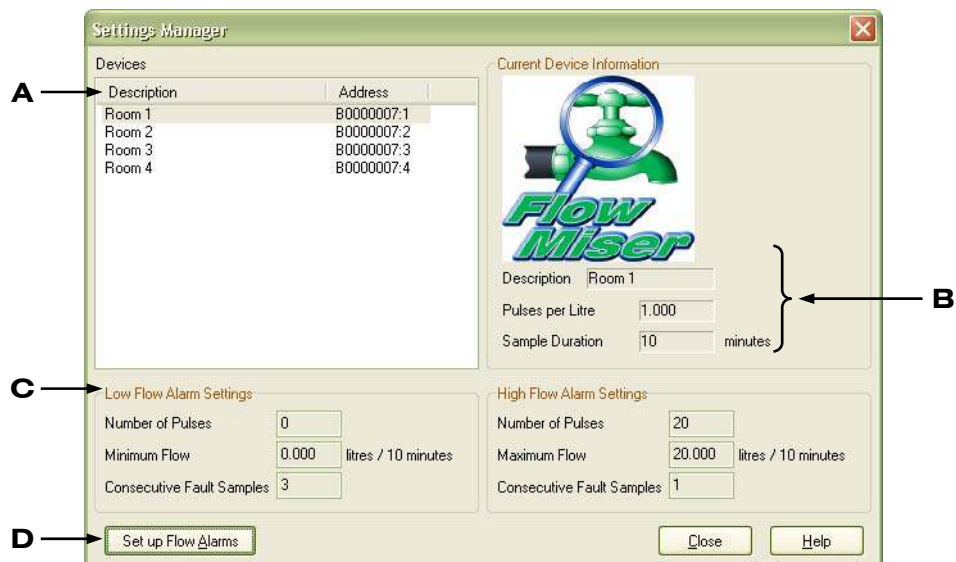 Settings Manager
Devices
Description Address
Room 1 B0000007:1
Room 2 B0000007:2
Room 3 B0000007:3
Room 4 B0000007:4
Current Device Information
Flow
Miser
Description Room 1
Pulses per Litre 1.000
Sample Duration 10 minutes
Low Flow Alarm Settings
Number of Pulses 0
Minimum Flow 0.000 litres / 10 minutes
Consecutive Fault Samples 3
High Flow Alarm Settings
Number of Pulses 20
Maximum Flow 20.000 litres / 10 minutes
Consecutive Fault Samples 1
Set up Flow Alarms
Close
Help
A
B
C
D